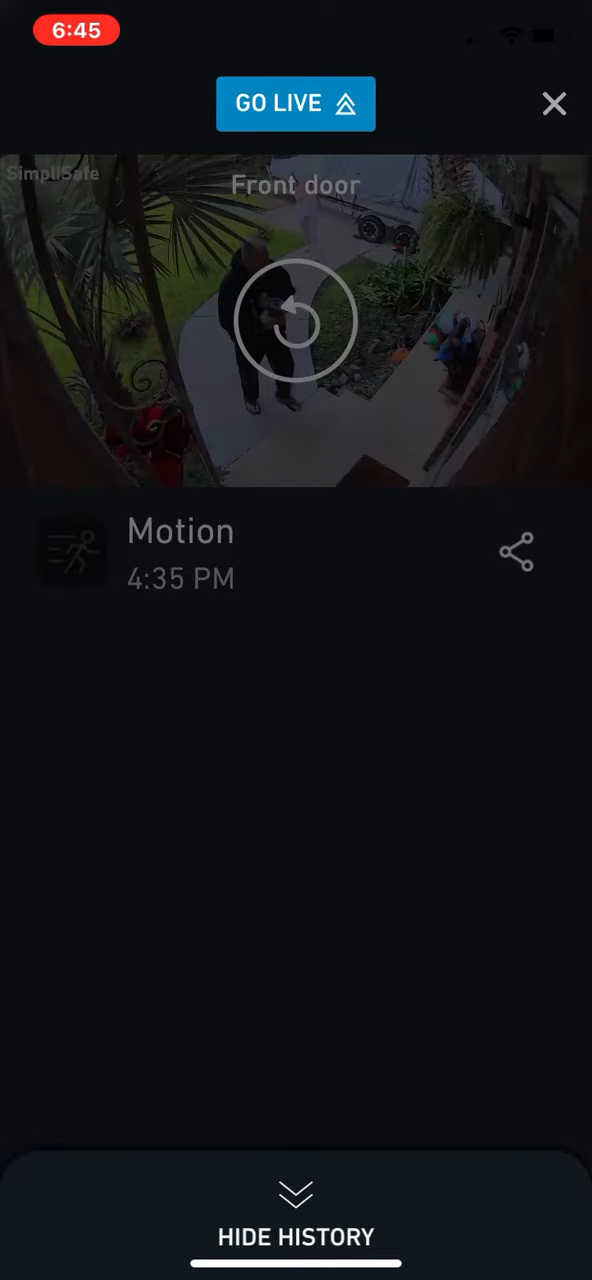 6:45
GO LIVE
SimpliSafe
Front door
Motion
4:35 PM
HIDE HISTORY